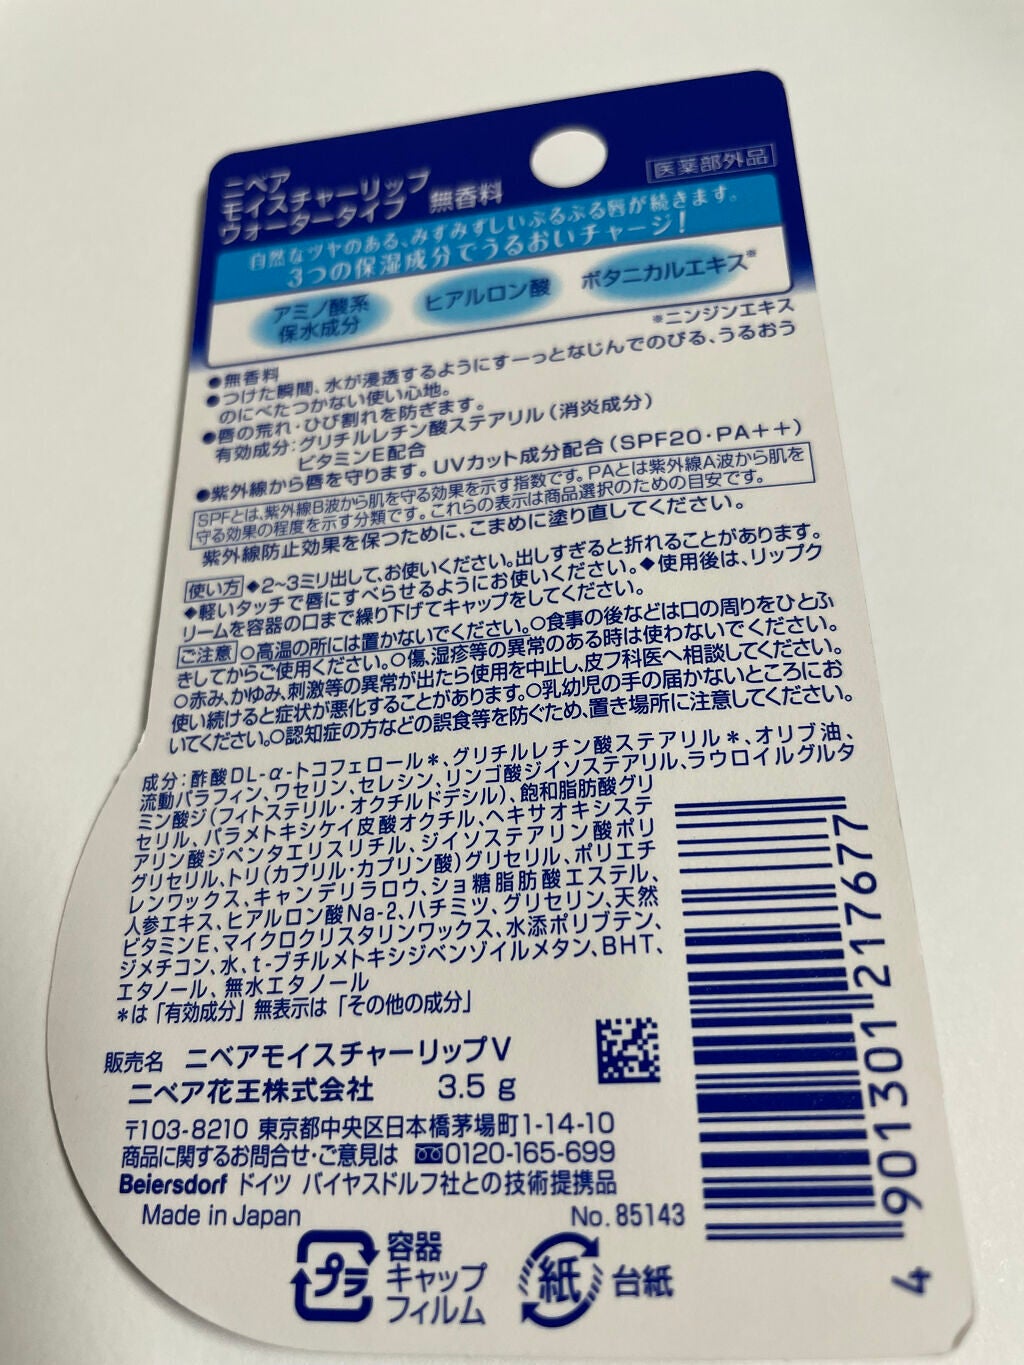 ニベア
モイスチャーリップ
ウォータータイプ 無香料
医薬部外品
自然なツヤのある、みずみずしいぷるぷる唇が続きます。
3つの保湿成分でうるおいチャージ!
アミノ酸系
保水成分
ヒアルロン酸
ボタニカルエキス※
※ニンジンエキス
●無香料
●つけた瞬間、水が浸透するようにすーっとなじんでのびる、うるおう
のにべたつかない使い心地。
●唇の荒れ・ひび割れを防ぎます。
有効成分:グリチルレチン酸ステアリル(消炎成分)
ビタミンE配合
●紫外線から唇を守ります。UVカット成分配合(SPF20・PA++)
SPFとは、紫外線B波から肌を守る効果を示す指数です。PAとは紫外線A波から肌を
守る効果の程度を示す分類です。これらの表示は商品選択のための目安です。
紫外線防止効果を保つために、こまめに塗り直してください。
使い方 ◆2~3ミリ出して、お使いください。出しすぎると折れることがあります。
◆軽いタッチで唇にすべらせるようにお使いください。◆使用後は、リップク
リームを容器の口まで繰り下げてキャップをしてください。
ご注意 ○高温の所には置かないでください。○食事の後などは口の周りをひとふ
きしてからご使用ください。○傷、湿疹等の異常のある時は使わないでください。
○赤み、かゆみ、刺激等の異常が出たら使用を中止し、皮フ科医へ相談してください。
使い続けると症状が悪化することがあります。○乳幼児の手の届かないところにお
いてください。○認知症の方などの誤食等を防ぐため、置き場所に注意してください。
成分:酢酸DL-α-トコフェロール*、グリチルレチン酸ステアリル*、オリブ油、
流動パラフィン、ワセリン、セレシン、リンゴ酸ジイソステアリル、ラウロイルグルタ
ミン酸ジ(フィトステリル・オクチルドデシル)、飽和脂肪酸グリ
セリル、パラメトキシケイ皮酸オクチル、ヘキサオキシステ
アリン酸ジペンタエリスリチル、ジイソステアリン酸ポリ
グリセリル、トリ(カプリル・カプリン酸)グリセリル、ポリエチ
レンワックス、キャンデリラロウ、ショ糖脂肪酸エステル、
人参エキス、ヒアルロン酸Na-2、ハチミツ、グリセリン、天然
ビタミンE、マイクロクリスタリンワックス、水添ポリブテン、
ジメチコン、水、t-ブチルメトキシジベンゾイルメタン、BHT、
エタノール、無水エタノール
*は「有効成分」無表示は「その他の成分」
販売名 ニベアモイスチャーリップV
ニベア花王株式会社 3.5g
〒103-8210 東京都中央区日本橋茅場町1-14-10
商品に関するお問合せ・ご意見は 0120-165-699
Beiersdorf ドイツ バイヤスドルフ社との技術提携品
Made in Japan No.85143
プラ
容器
キャップ
フィルム
紙
台紙
4 901301 217677